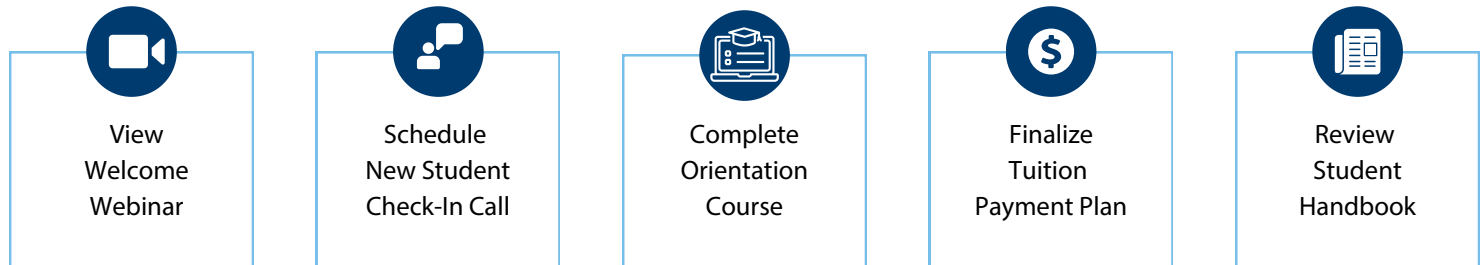 View
Welcome
Webinar
Schedule
New Student
Check-In Call
Complete
Orientation
Course
Finalize
Tuition
Payment Plan
Review
Student
Handbook